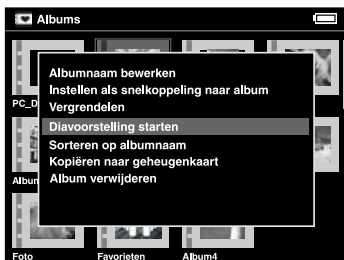 Albums
Albumnaam bewerken
Instellen als snelkoppeling naar album
Vergrendelen
Diavoorstelling starten
Sorteren op albumnaam
Kopiëren naar geheugenkaart
Album verwijderen
PC_D
Album
Foto Favorieten Album4